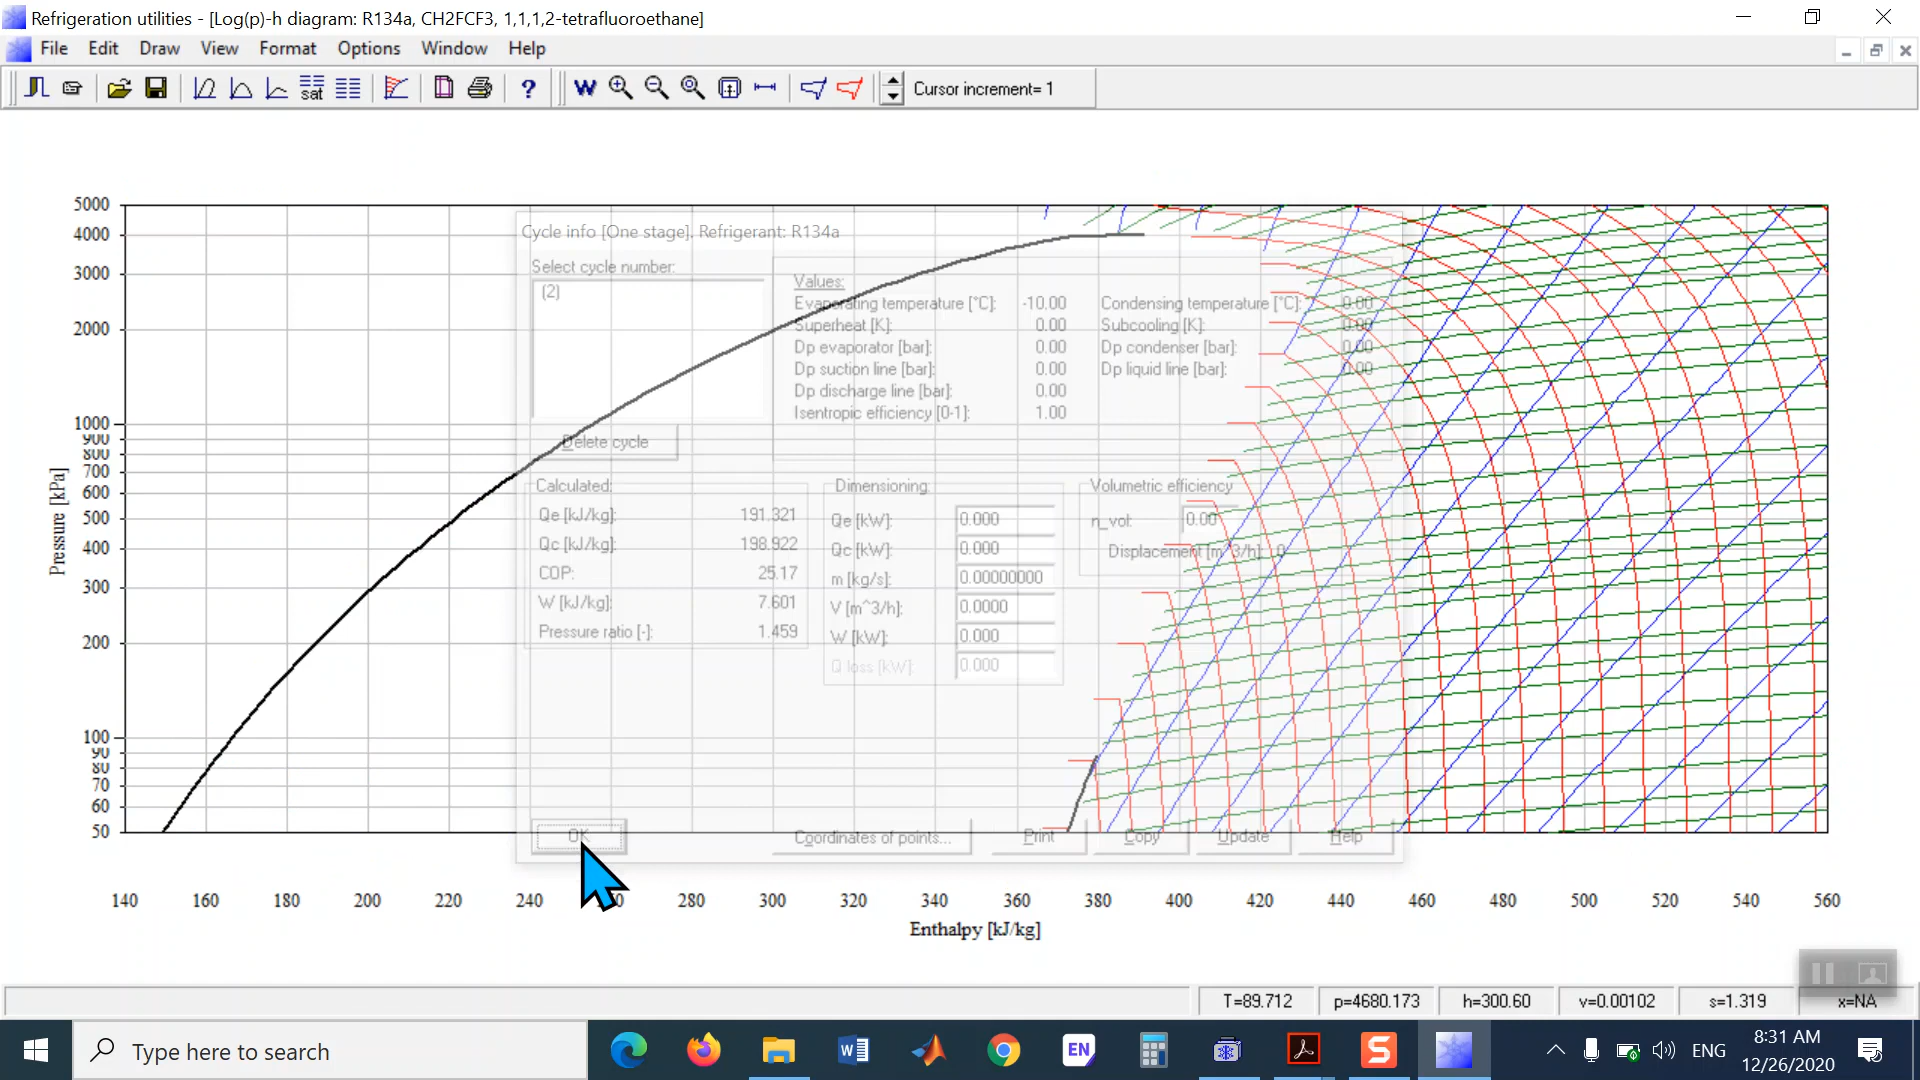 Refrigeration utilities - [Log(p)-h diagram: R134a, CH2FCF3, 1,1,1,2-tetrafluoroethane]
File Edit Draw View Format Options Window Help
sat ? W Cursor increment= 1
Cycle info [One stage]. Refrigerant: R134a
Select cycle number:
(2)
Delete cycle
Values:
Evaporating temperature [°C]: -10.00 Condensing temperature [°C]: 0.00
Superheat [K]: 0.00 Subcooling [K]: 0.00
Dp evaporator [bar]: 0.00 Dp condenser [bar]: 0.00
Dp suction line [bar]: 0.00 Dp liquid line [bar]: 0.00
Dp discharge line [bar]: 0.00
Isentropic efficiency [0-1]: 1.00
Calculated:
Qe [kJ/kg]: 191.321
Qc [kJ/kg]: 198.922
COP: 25.17
W [kJ/kg]: 7.601
Pressure ratio [-]: 1.459
Dimensioning:
Qe [kW]: 0.000
Qc [kW]: 0.000
m [kg/s]: 0.00000000
V [m^3/h]: 0.0000
W [kW]: 0.000
Q loss [kW]: 0.000
Volumetric efficiency
n_vol: 0.00
Displacement [m^3/h]: 0
OK Coordinates of points... Print Copy Update Help
Pressure [kPa]
5000
4000
3000
2000
1000
900
800
700
600
500
400
300
200
100
90
80
70
60
50
140 160 180 200 220 240 280 300 320 340 360 380 400 420 440 460 480 500 520 540 560
Enthalpy [kJ/kg]
T=89.712 p=4680.173 h=300.60 v=0.00102 s=1.319 x=NA
Type here to search
EN
ENG
8:31 AM
12/26/2020